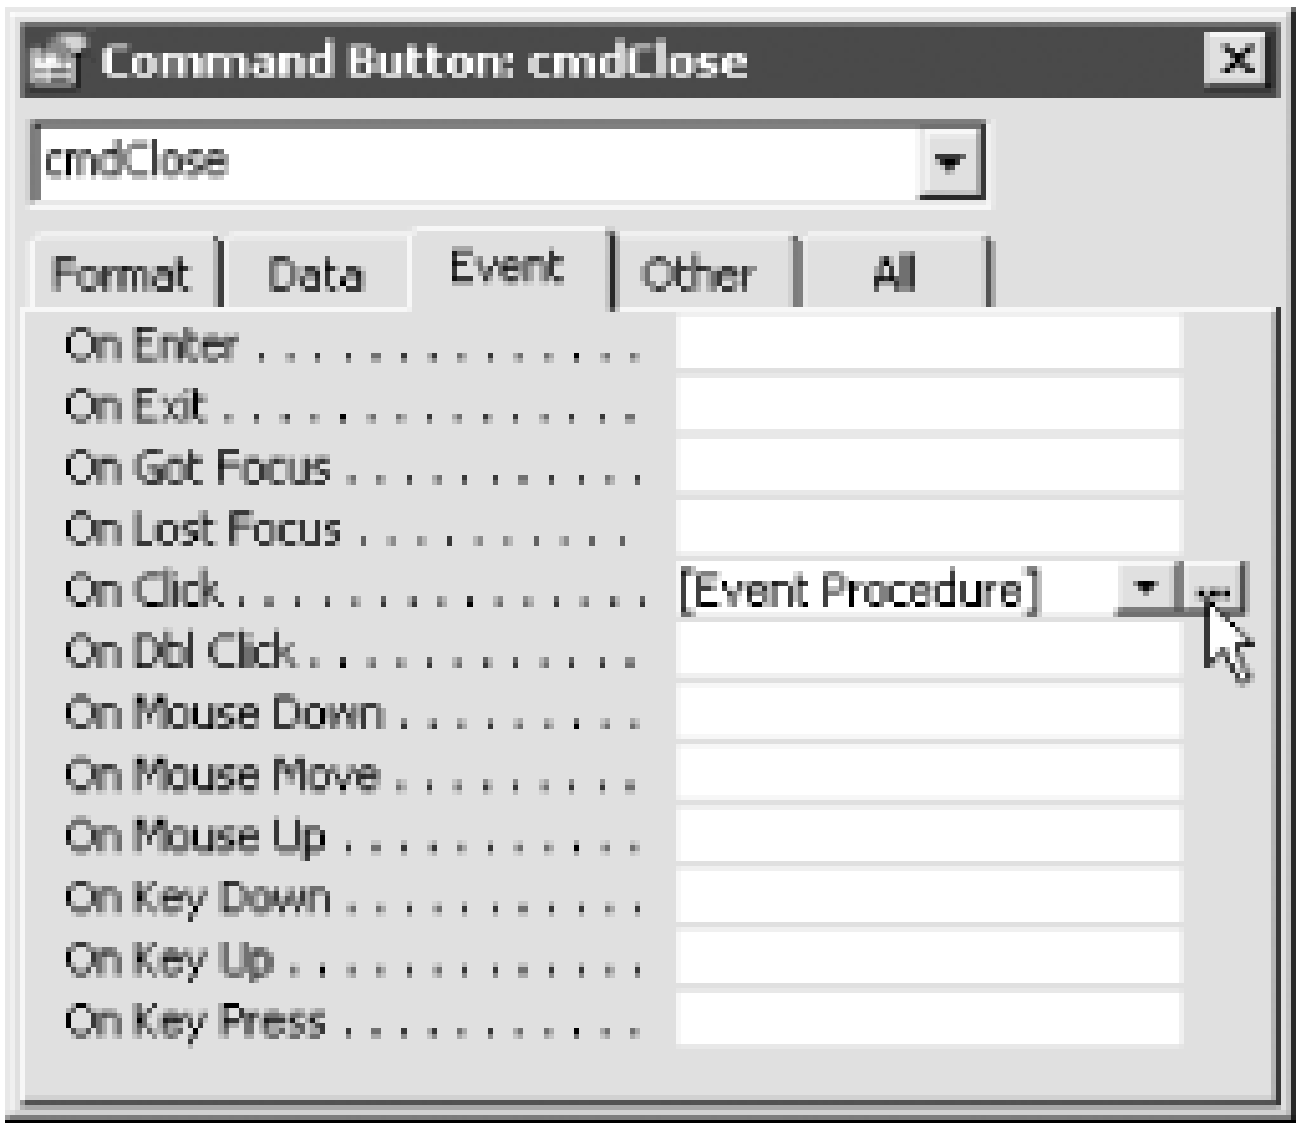 Command Button: cmdClose
cmdClose
Format Data Event Other All
On Enter . . . . . . . . . . . . . .
On Exit . . . . . . . . . . . . . . .
On Got Focus . . . . . . . . . . .
On Lost Focus . . . . . . . . . .
On Click . . . . . . . . . . . . . . . [Event Procedure] ...
On Dbl Click . . . . . . . . . . . .
On Mouse Down . . . . . . . . .
On Mouse Move . . . . . . . . .
On Mouse Up . . . . . . . . . . .
On Key Down . . . . . . . . . . .
On Key Up . . . . . . . . . . . . .
On Key Press . . . . . . . . . . .